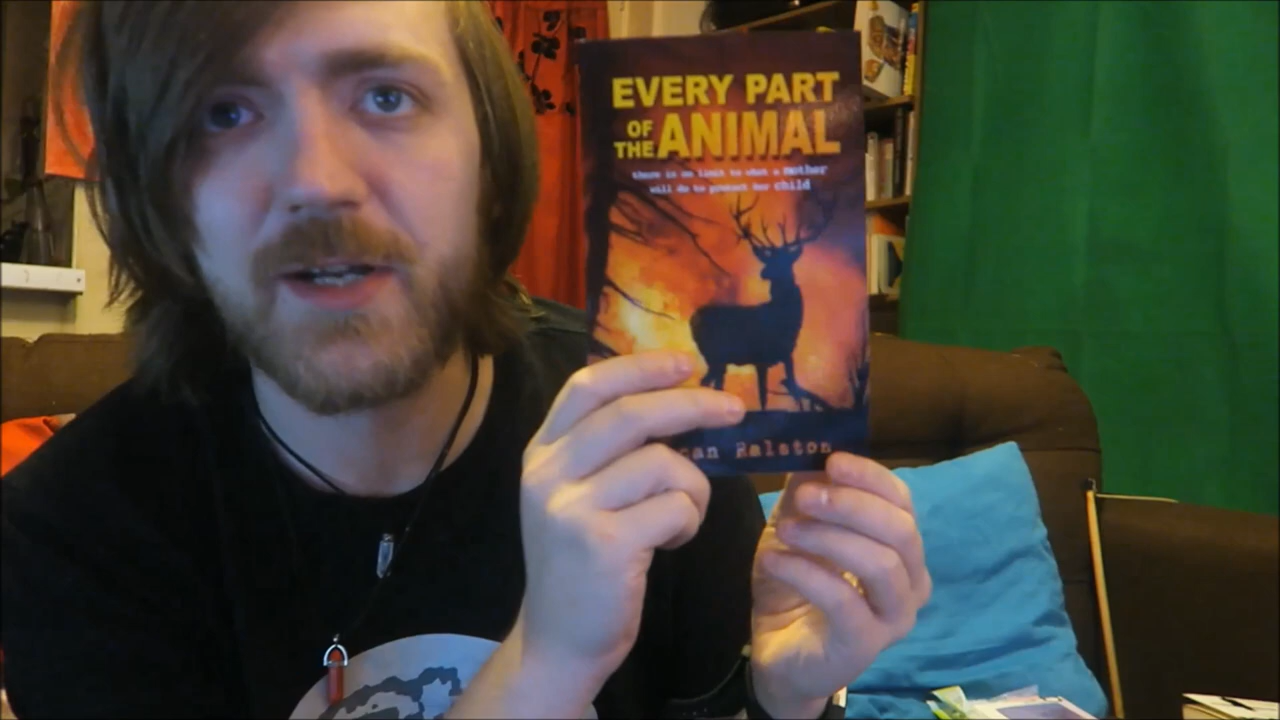 EVERY PART
OF
THE ANIMAL
there is no limit to what a mother
will do to protect her child
can Ralston